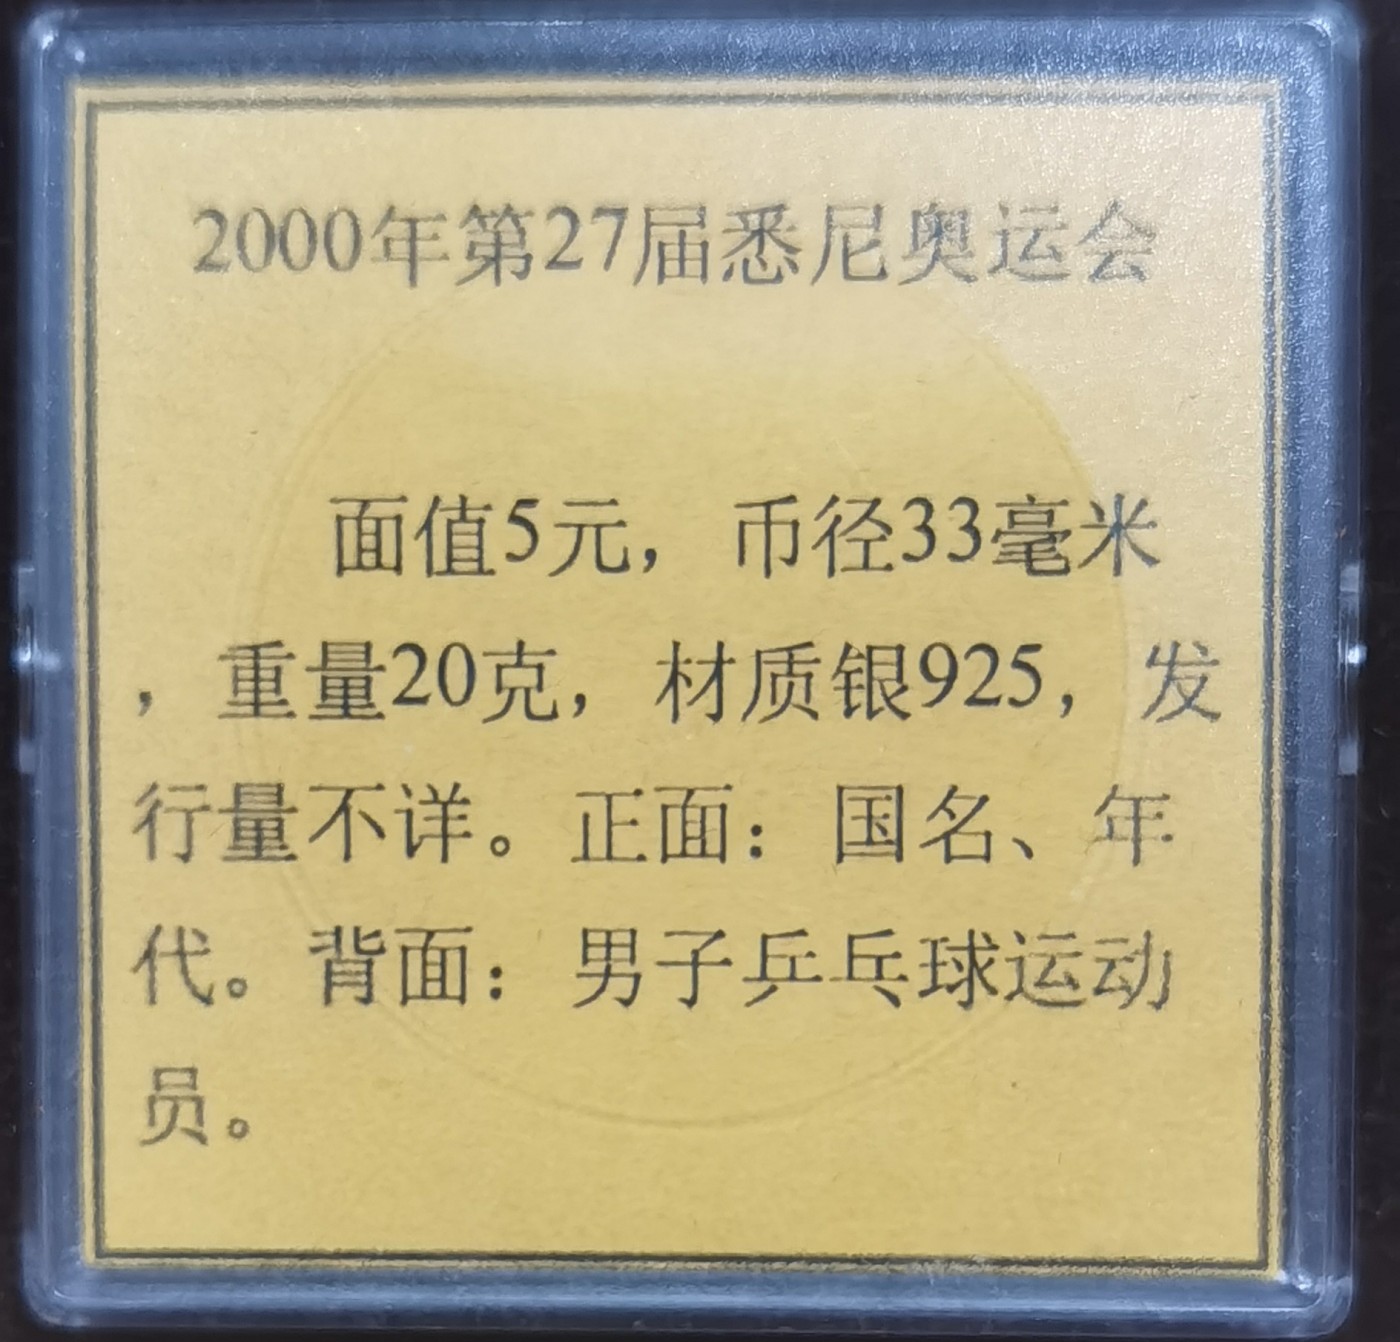 2000年第27届悉尼奥运会
面值5元，币径33毫米
，重量20克，材质银925，发
行量不详。正面：国名、年
代。背面：男子乒乓球运动
员。